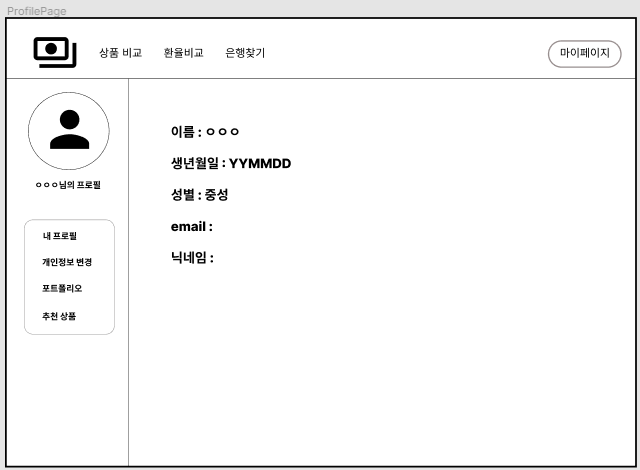 ProfilePage
상품 비교 환율비교 은행찾기 마이페이지
ㅇㅇㅇ님의 프로필
내 프로필
개인정보 변경
포트폴리오
추천 상품
이름 : ㅇㅇㅇ
생년월일 : YYMMDD
성별 : 중성
email :
닉네임 :